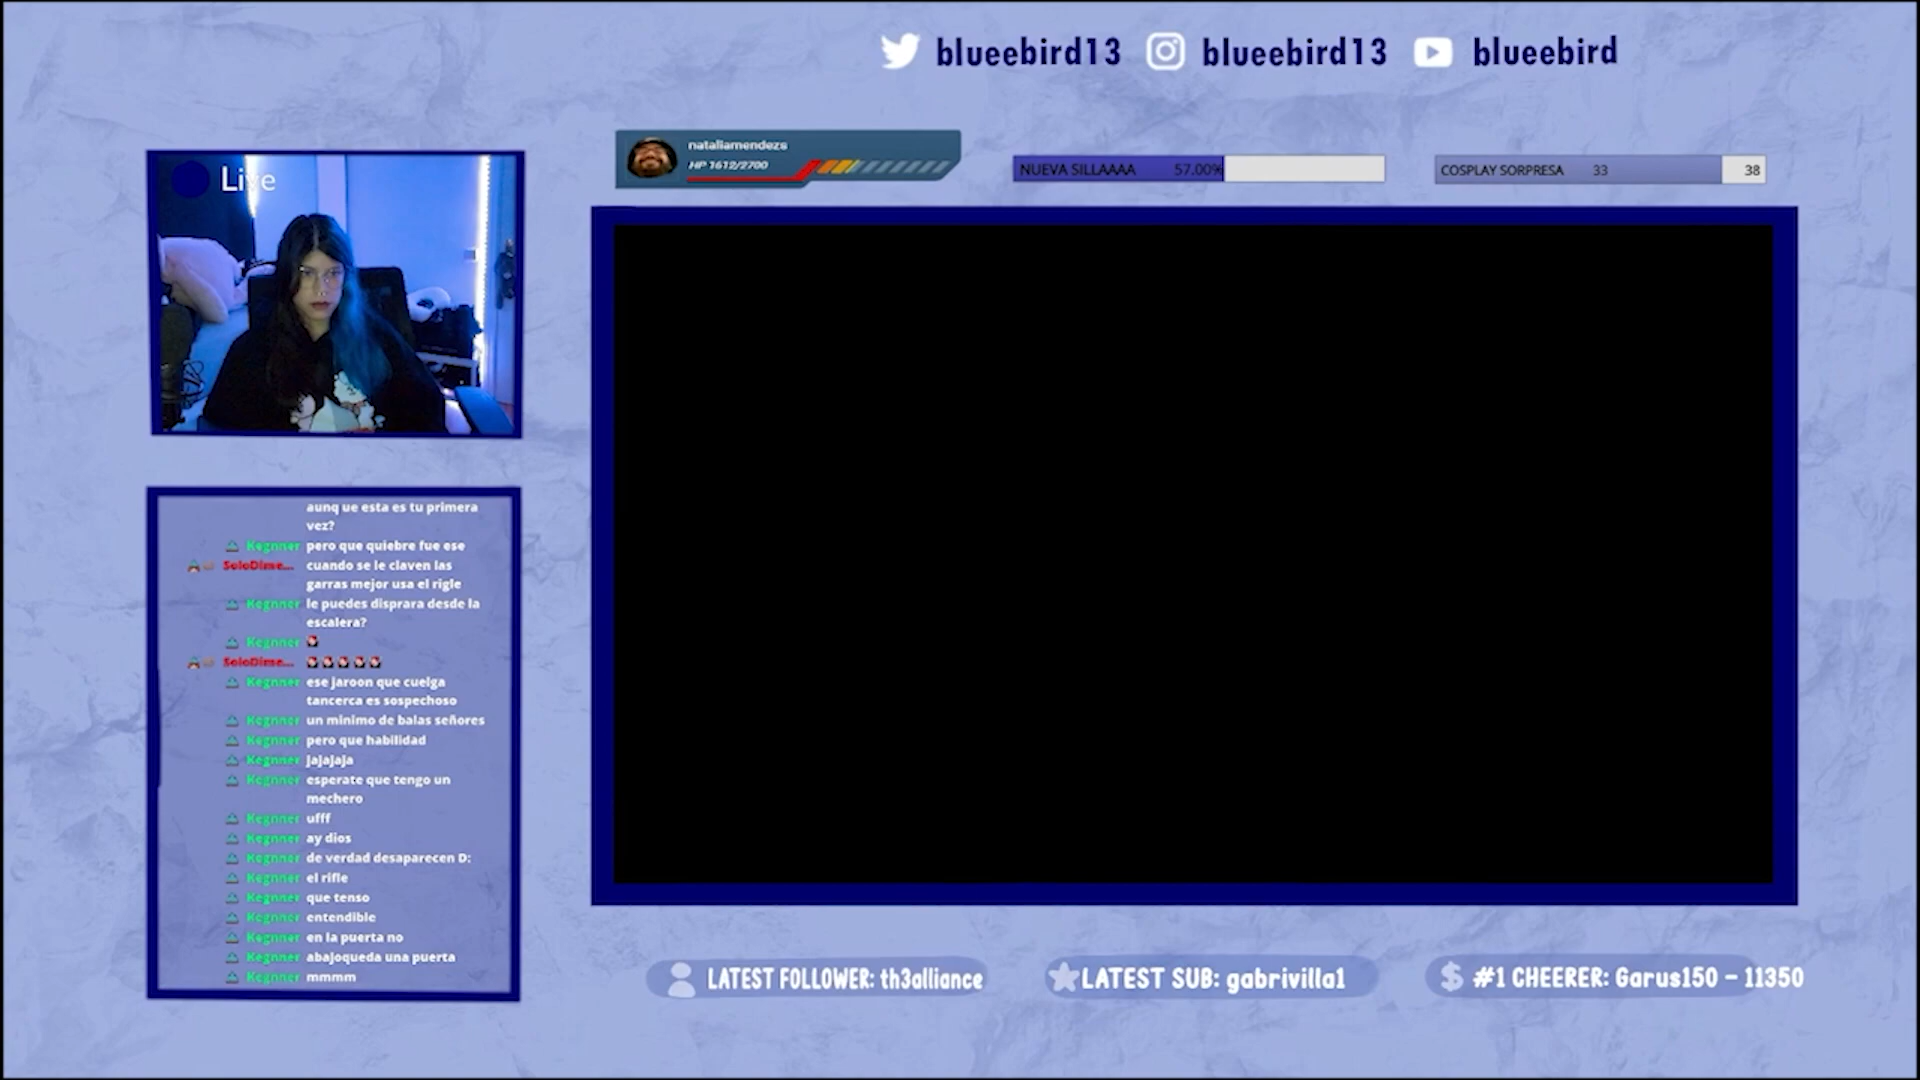 blueebird13 blueebird13 blueebird
nataliamendezs
HP 1612/2700
NUEVA SILLAAAA 57.00%
COSPLAY SORPRESA 33 38
Live
aunq ue esta es tu primera
vez?
Kegnner pero que quiebre fue ese
SoloDime... cuando se le claven las
garras mejor usa el rigle
Kegnner le puedes disprara desde la
escalera?
Kegnner
SoloDime...
Kegnner ese jaroon que cuelga
tancerca es sospechoso
Kegnner un minimo de balas señores
Kegnner pero que habilidad
Kegnner jajajaja
Kegnner esperate que tengo un
mechero
Kegnner ufff
Kegnner ay dios
Kegnner de verdad desaparecen D:
Kegnner el rifle
Kegnner que tenso
Kegnner entendible
Kegnner en la puerta no
Kegnner abajoqueda una puerta
Kegnner mmmm
LATEST FOLLOWER: th3alliance
LATEST SUB: gabrivilla1
#1 CHEERER: Garus150 - 11350